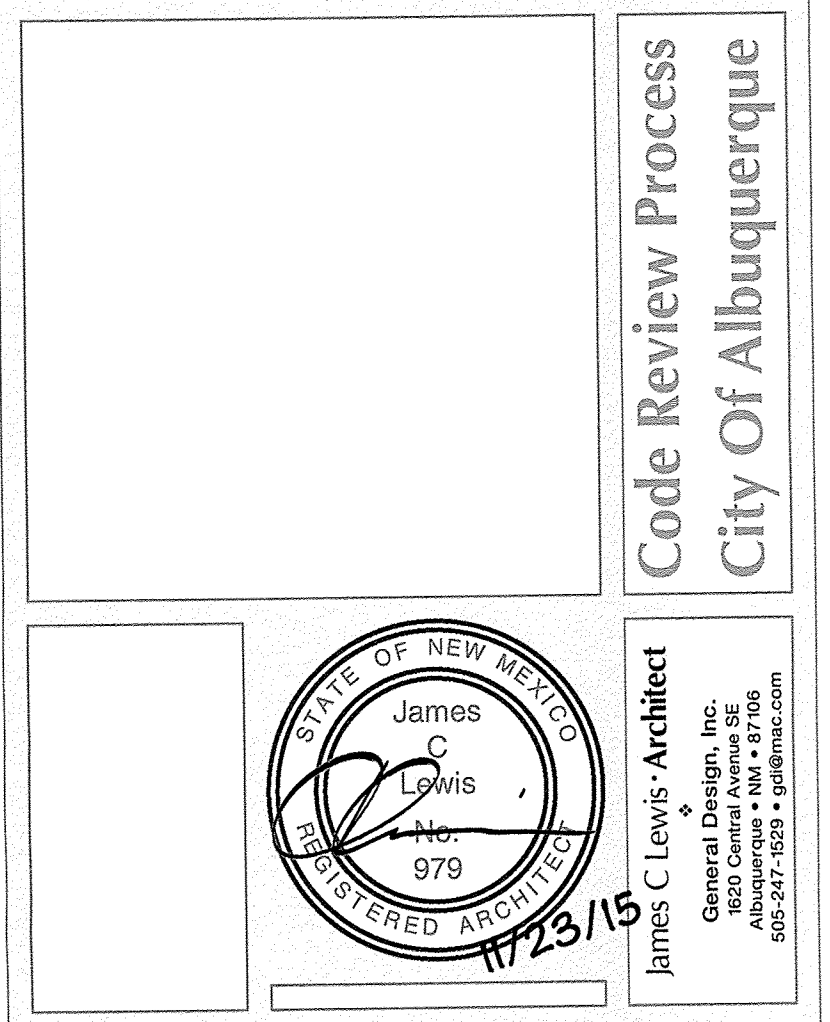 Code Review Process
City Of Albuquerque
STATE OF NEW MEXICO
James
C
Lewis
No.
979
REGISTERED ARCHITECT
11/23/15
James C Lewis • Architect
❖
General Design, Inc.
1620 Central Avenue SE
Albuquerque • NM • 87106
505-247-1529 • gdi@mac.com